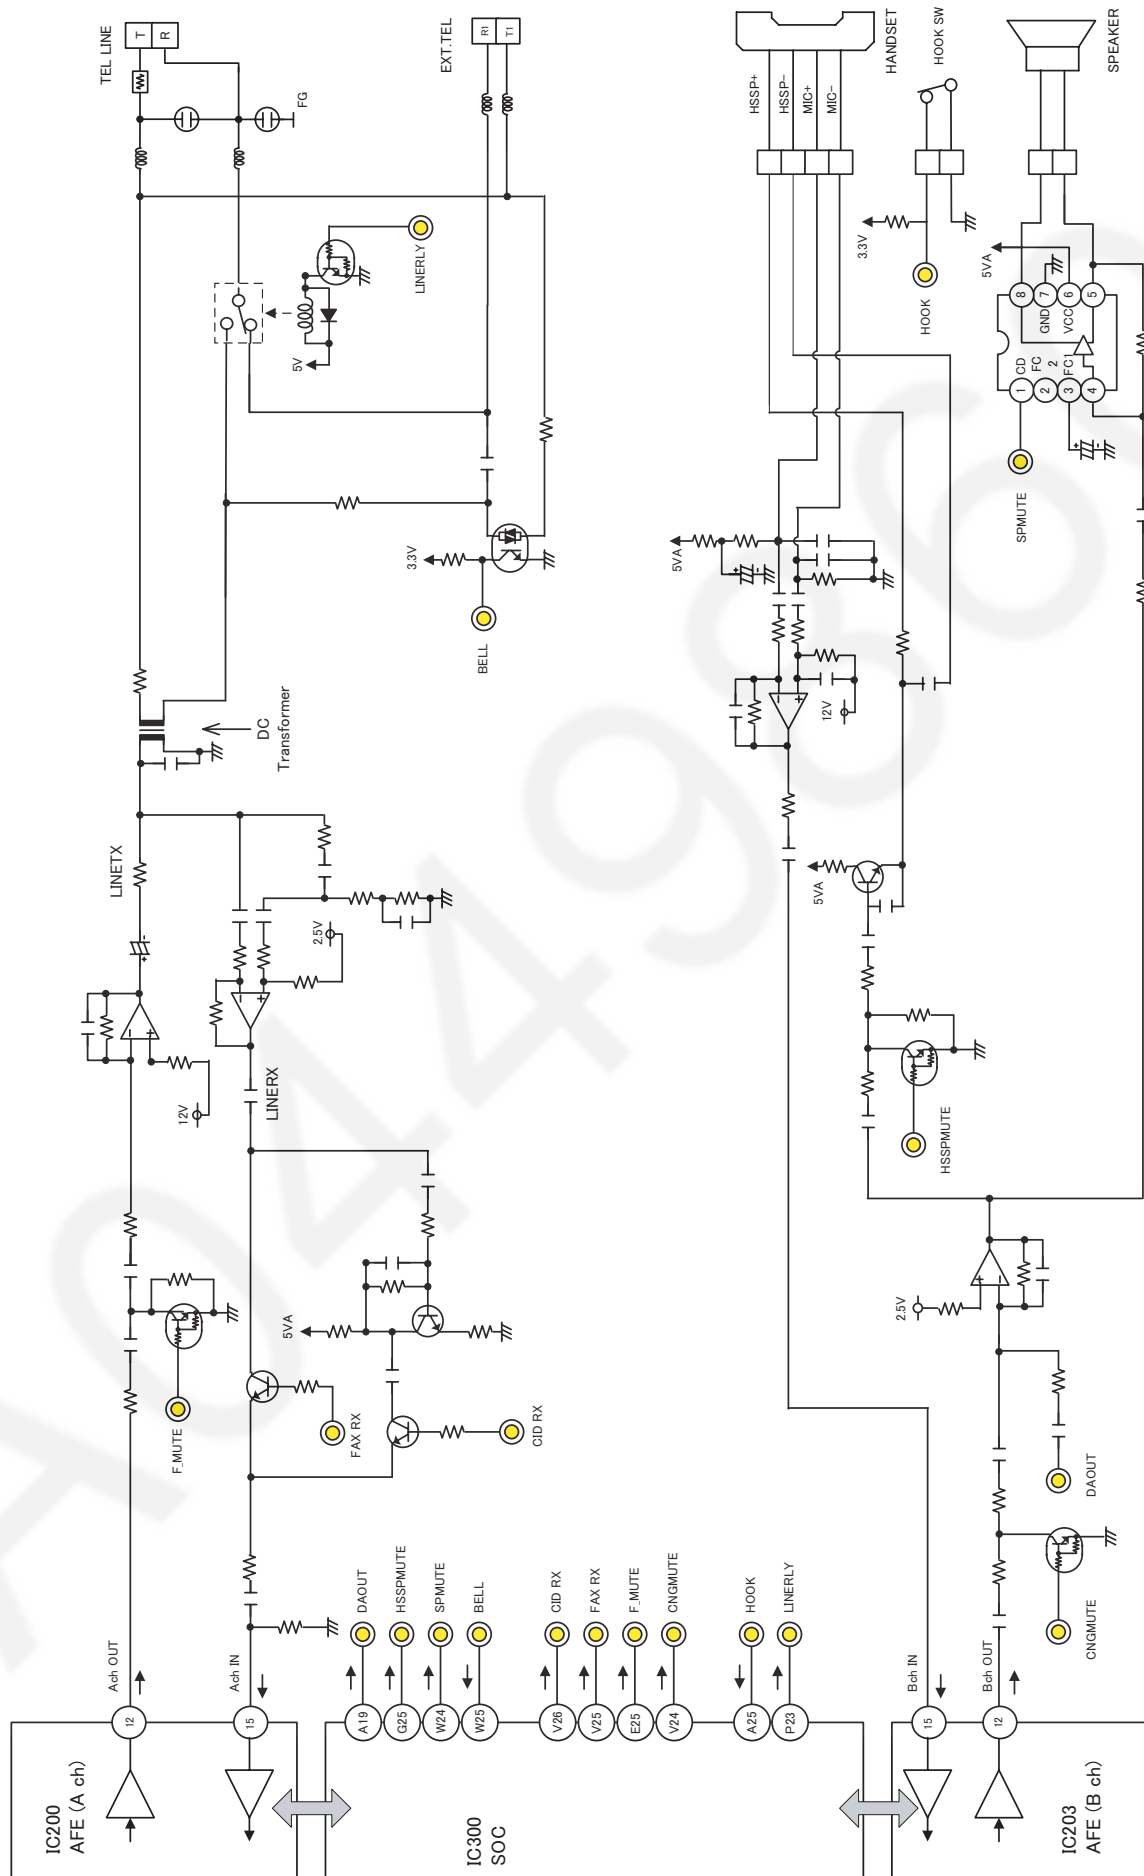 TEL LINE
T
R
FG
EXT.TEL
R1
T1
HSSP+
HSSP-
MIC+
MIC-
HANDSET
HOOK SW
SPEAKER
LINERLY
5V
3.3V
HOOK
5VA
8
7
6
5
GND
VCC
CD
FC
2
FC1
1
2
3
4
+
-
SPMUTE
3.3V
BELL
5VA
+
-
DC
Transformer
-
+
12V
LINETX
+
-
2.5V
-
+
-
+
12V
LINERX
5VA
HSSPMUTE
F_MUTE
5VA
FAX RX
CID RX
2.5V
+
-
DAOUT
CNGMUTE
Ach OUT
12
Ach IN
15
DAOUT
A19
HSSPMUTE
G25
SPMUTE
W24
BELL
W25
CID RX
V26
FAX RX
V25
F_MUTE
E25
CNGMUTE
V24
HOOK
A25
LINERLY
P23
Bch IN
15
Bch OUT
12
IC200
AFE (A ch)
IC300
SOC
IC203
AFE (B ch)